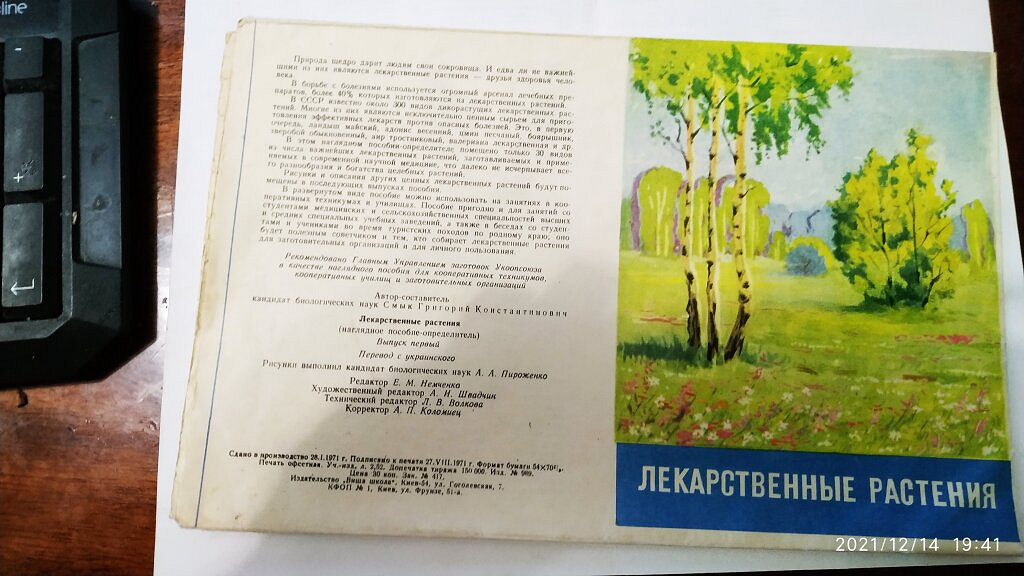 line
Природа щедро дарит людям свои сокровища. И едва ли не важней-
шими из них являются лекарственные растения — друзья здоровья чело-
века.
В борьбе с болезнями используется огромный арсенал лечебных пре-
паратов, более 40% которых изготовляются из лекарственных растений.
В СССР известно около 300 видов дикорастущих лекарственных рас-
тений. Многие из них являются исключительно ценным сырьем для приго-
товления эффективных лекарств против опасных болезней. Это, в первую
очередь, ландыш майский, адонис весенний, цмин песчаный, боярышник,
зверобой обыкновенный, аир тростниковый, валериана лекарственная и др.
В этом наглядном пособии-определителе помещено только 30 видов
из числа важнейших лекарственных растений, заготавливаемых и приме-
няемых в современной научной медицине, что далеко не исчерпывает все-
го разнообразия и богатства целебных растений.
Рисунки и описания других ценных лекарственных растений будут по-
мещены в последующих выпусках пособия.
В развернутом виде пособие можно использовать на занятиях в коо-
перативных техникумах и училищах. Пособие пригодно и для занятий со
студентами медицинских и сельскохозяйственных специальностей высших
и средних специальных учебных заведений, а также в беседах со студен-
тами и учениками во время туристских походов по родному краю; оно
будет полезным советчиком и тем, кто собирает лекарственные растения
для заготовительных организаций и для личного пользования.
Рекомендовано Главным Управлением заготовок Укоопсоюза
в качестве наглядного пособия для кооперативных техникумов,
кооперативных училищ и заготовительных организаций
Автор-составитель
кандидат биологических наук Смык Григорий Константинович
Лекарственные растения
(наглядное пособие-определитель)
Выпуск первый
Перевод с украинского
Рисунки выполнил кандидат биологических наук А. А. Пироженко
Редактор Е. М. Немченко
Художественный редактор А. И. Швадчин
Технический редактор Л. В. Волкова
Корректор А. П. Коломиец
Сдано в производство 28.I.1971 г. Подписано к печати 27.VIII.1971 г. Формат бумаги 54×70
Печать офсетная. Уч.-изд. л. 2,52. Допечатка тиража 150 000. Изд. № 989.
Цена 30 коп. Зак. № 417.
Издательство „Вища школа", Киев-54, ул. Гоголевская, 7.
КФОП № 1, Киев, ул. Фрунзе, 51-а.
ЛЕКАРСТВЕННЫЕ РАСТЕНИЯ
2021/12/14 19:41